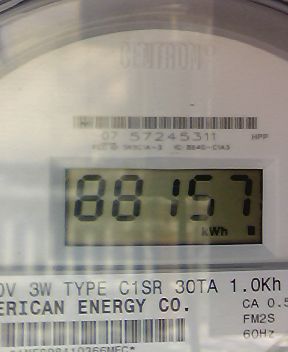 CENTRON
07 57245311 HPP
88157
kWh
0V 3W TYPE C1SR 30TA 1.0Kh
ERICAN ENERGY CO.
CA 0.5
FM2S
60Hz